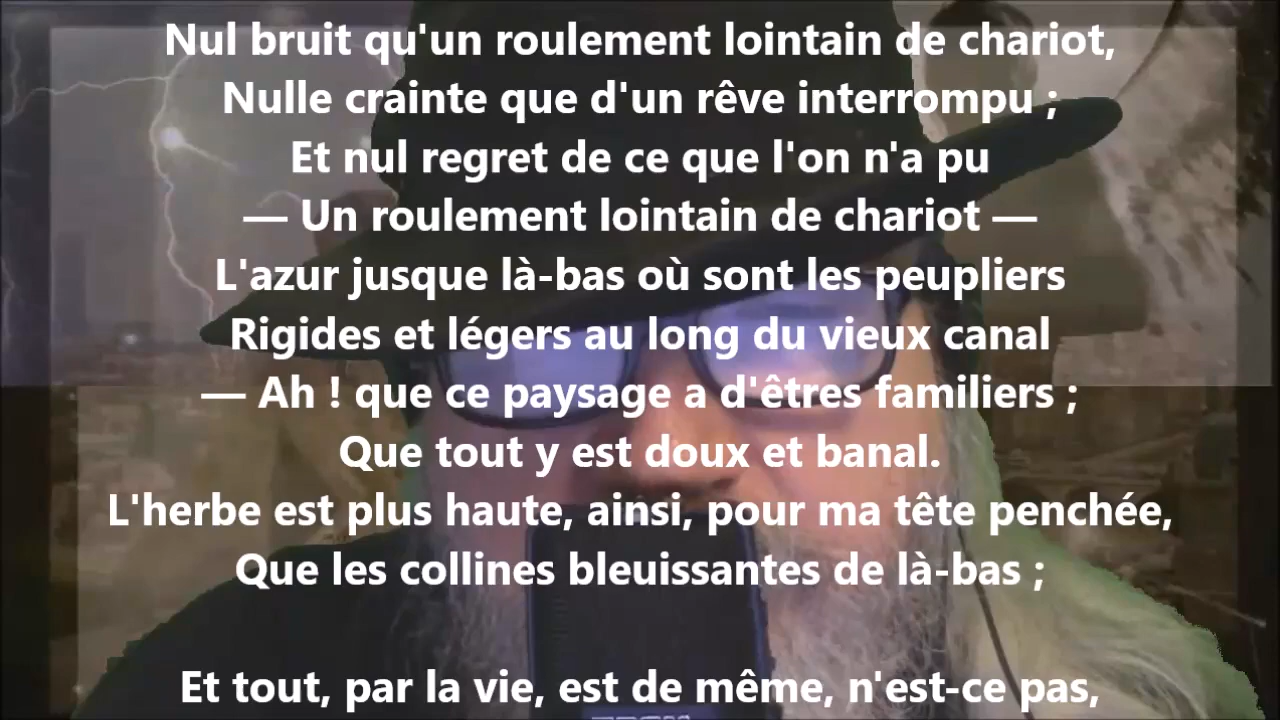 Nul bruit qu'un roulement lointain de chariot,
Nulle crainte que d'un rêve interrompu ;
Et nul regret de ce que l'on n'a pu
— Un roulement lointain de chariot —
L'azur jusque là-bas où sont les peupliers
Rigides et légers au long du vieux canal
— Ah ! que ce paysage a d'êtres familiers ;
Que tout y est doux et banal.
L'herbe est plus haute, ainsi, pour ma tête penchée,
Que les collines bleuissantes de là-bas ;
Et tout, par la vie, est de même, n'est-ce pas,